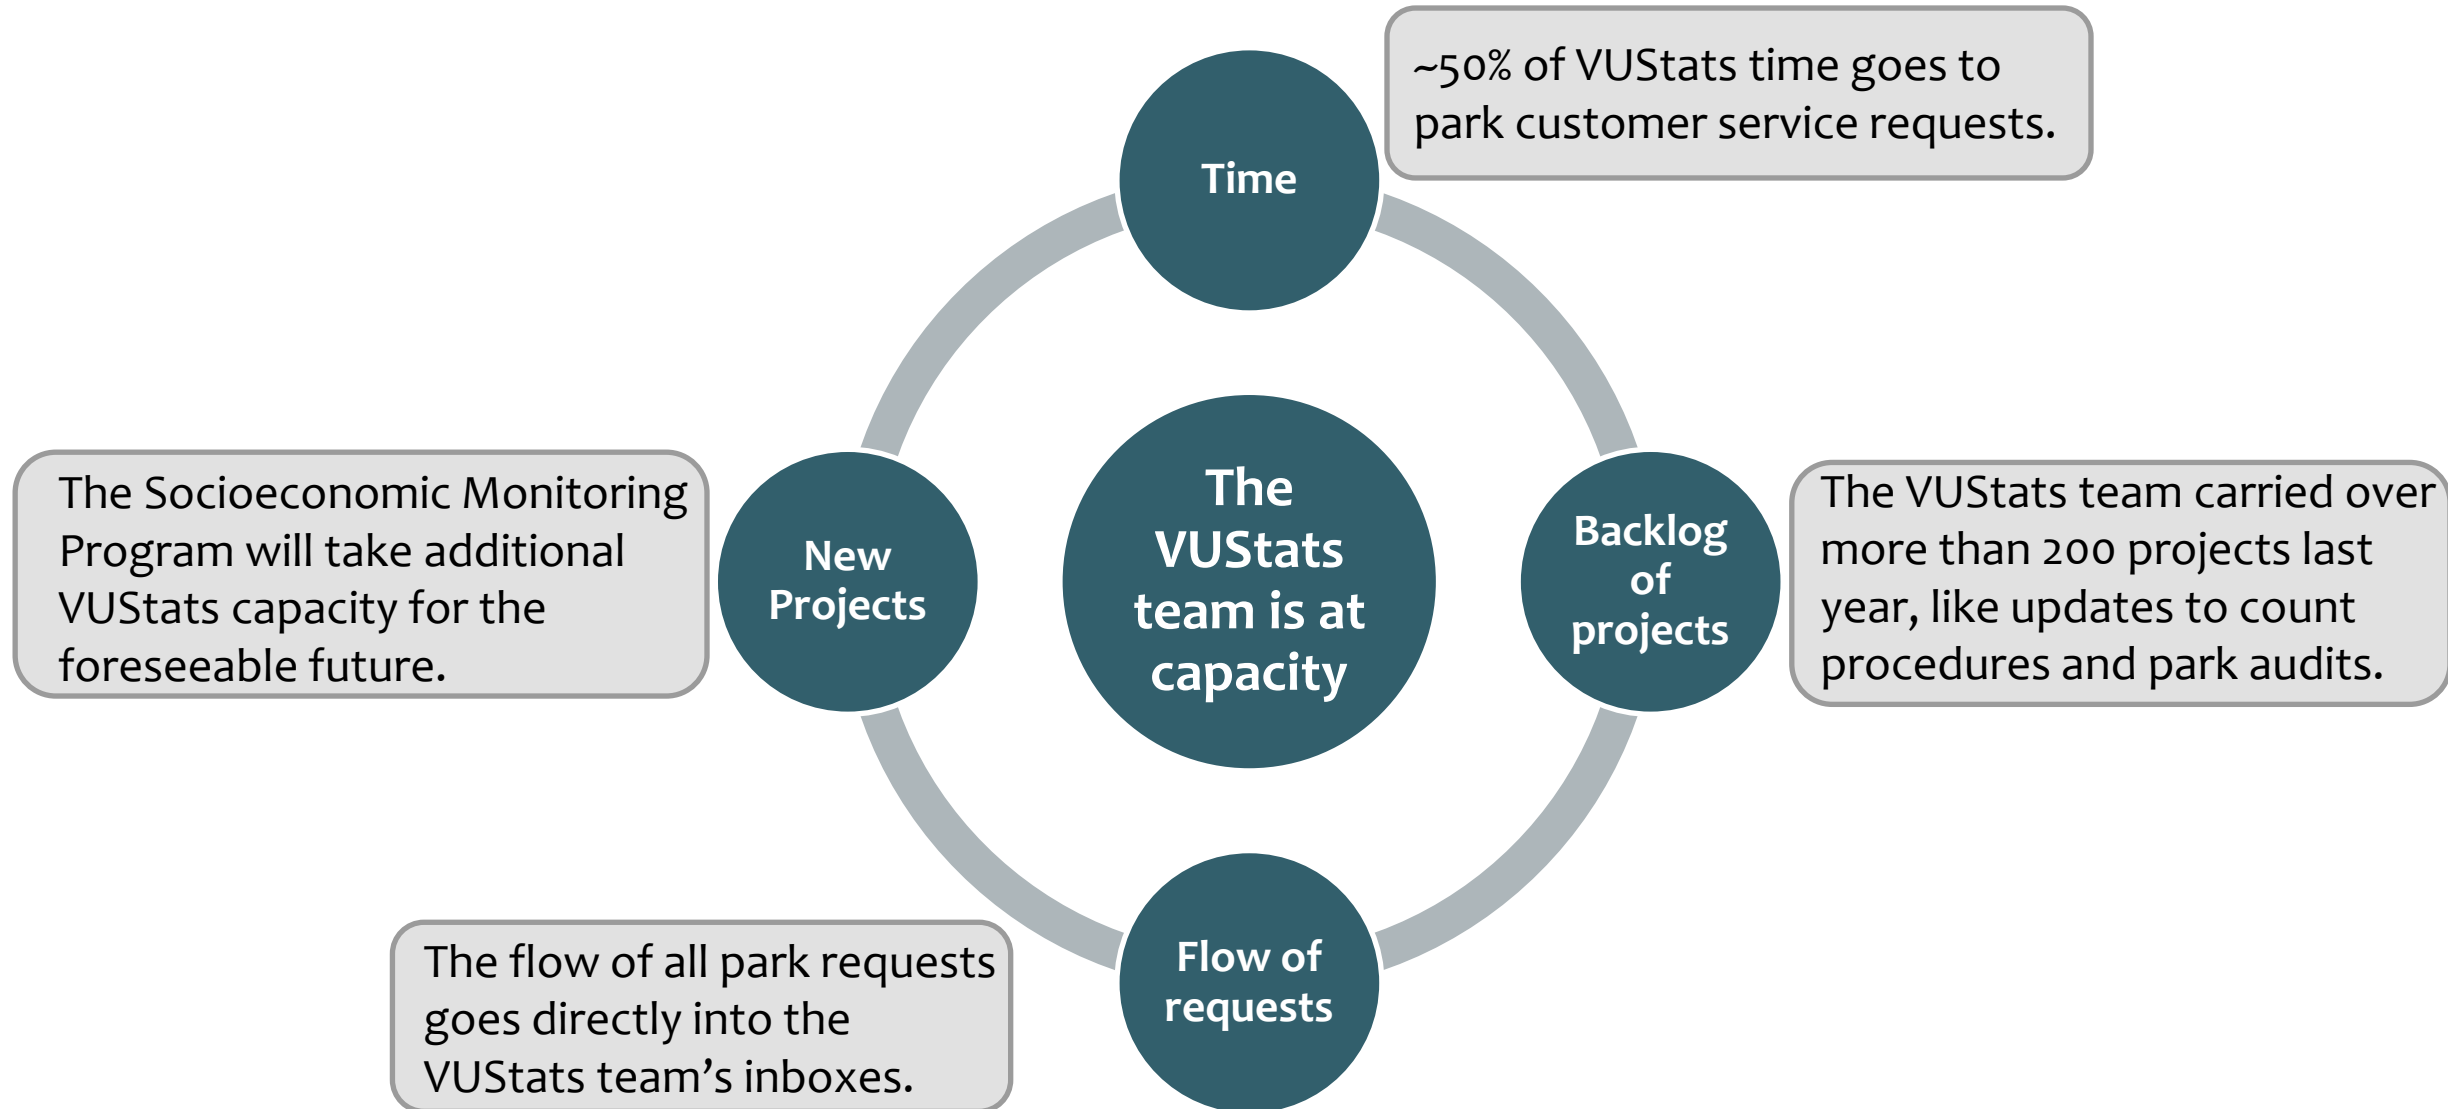 Time
~50% of VUStats time goes to
park customer service requests.
The
VUStats
team is at
capacity
Backlog
of
projects
The VUStats team carried over
more than 200 projects last
year, like updates to count
procedures and park audits.
Flow of
requests
The flow of all park requests
goes directly into the
VUStats team’s inboxes.
New
Projects
The Socioeconomic Monitoring
Program will take additional
VUStats capacity for the
foreseeable future.